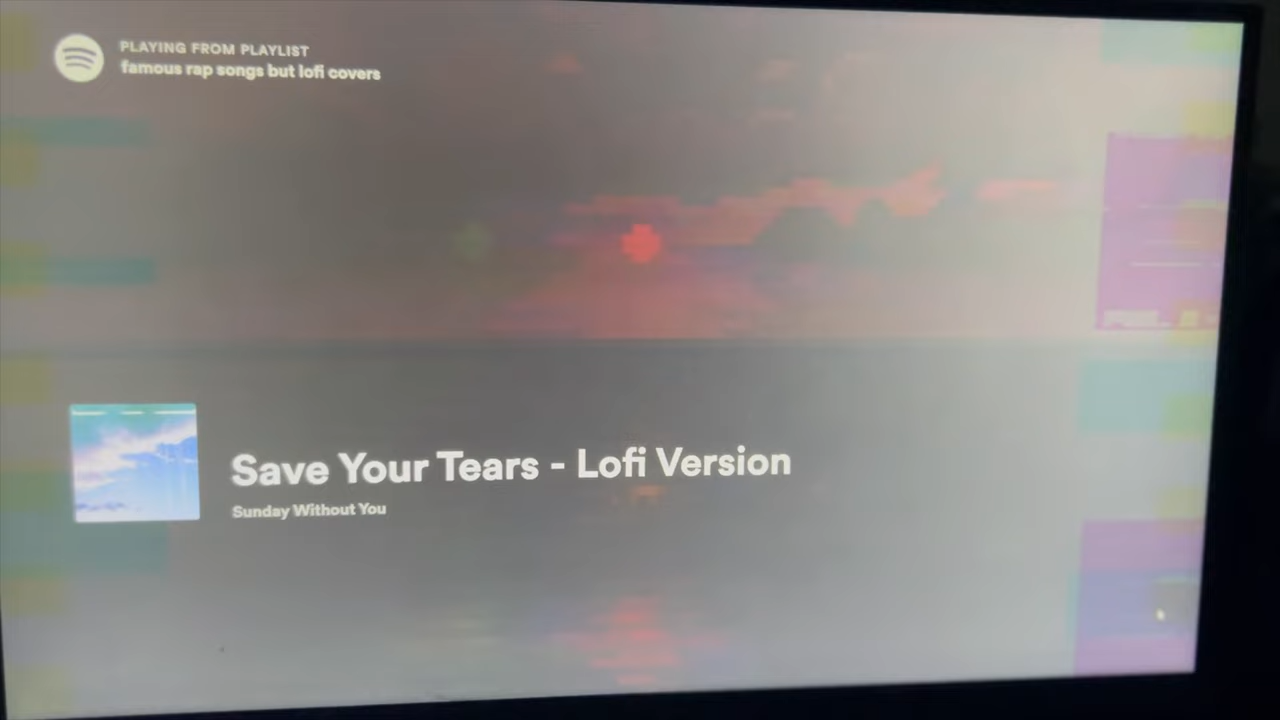 PLAYING FROM PLAYLIST
famous rap songs but lofi covers
Save Your Tears - Lofi Version
Sunday Without You